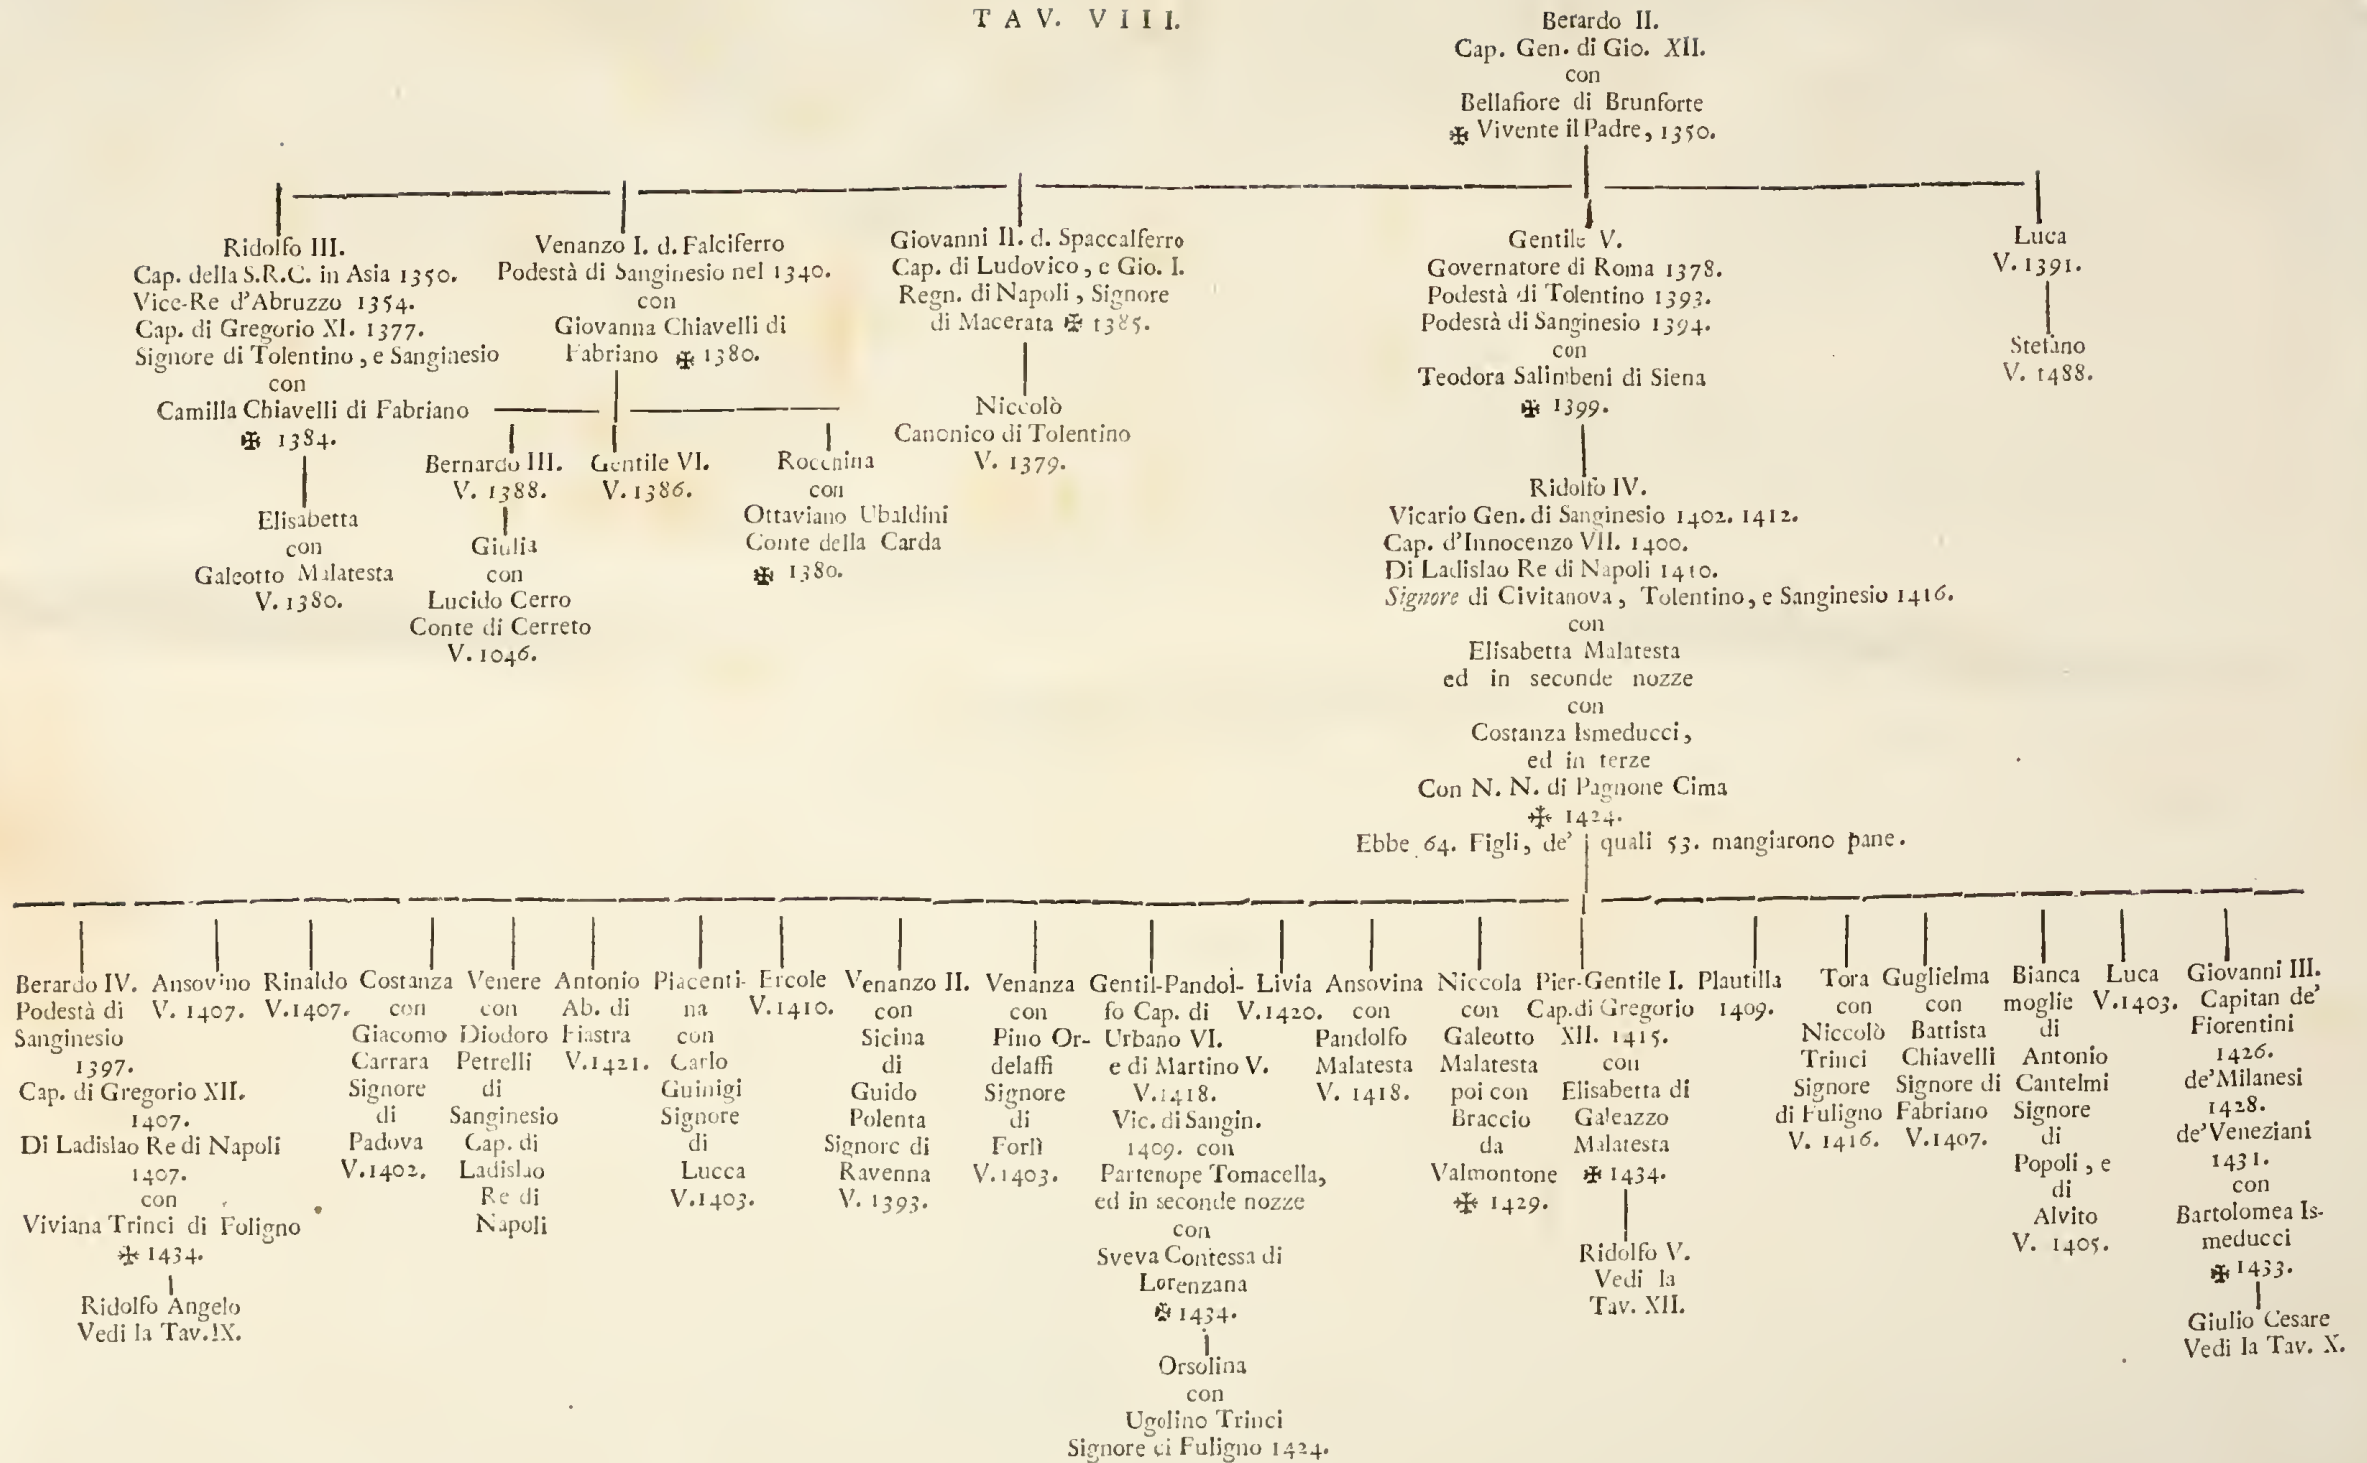 TAV. VIII.
Berardo II.
Cap. Gen. di Gio. XII.
con
Bellafiore di Brunforte
✠ Vivente il Padre, 1350.
Ridolfo III.
Cap. della S.R.C. in Asia 1350.
Vice-Re d'Abruzzo 1354.
Cap. di Gregorio XI. 1377.
Signore di Tolentino, e Sanginesio
con
Camilla Chiavelli di Fabriano
✠ 1384.
Elisabetta
con
Galeotto Malatesta
V. 1380.
Venanzo I. d. Falciferro
Podestà di Sanginesio nel 1340.
con
Giovanna Chiavelli di
Fabriano ✠ 1380.
Bernardo III.
V. 1388.
Giulia
con
Lucido Cerro
Conte di Cerreto
V. 1046.
Gentile VI.
V. 1386.
Rocchina
con
Ottaviano Ubaldini
Conte della Carda
✠ 1380.
Giovanni II. d. Spaccalferro
Cap. di Ludovico, e Gio. I.
Regn. di Napoli, Signore
di Macerata ✠ 1385.
Niccolò
Canonico di Tolentino
V. 1379.
Gentile V.
Governatore di Roma 1378.
Podestà di Tolentino 1393.
Podestà di Sanginesio 1394.
con
Teodora Salimbeni di Siena
✠ 1399.
Luca
V. 1391.
Stefano
V. 1488.
Ridolfo IV.
Vicario Gen. di Sanginesio 1402. 1412.
Cap. d'Innocenzo VII. 1400.
Di Ladislao Re di Napoli 1410.
Signore di Civitanova, Tolentino, e Sanginesio 1416.
con
Elisabetta Malatesta
ed in seconde nozze
con
Costanza Ismeducci,
ed in terze
Con N. N. di Pagnone Cima
✠ 1424.
Ebbe 64. Figli, de' quali 53. mangiarono pane.
Berardo IV.
Podestà di
Sanginesio
1397.
Cap. di Gregorio XII.
1407.
Di Ladislao Re di Napoli
1407.
con
Viviana Trinci di Foligno
✠ 1434.
Ridolfo Angelo
Vedi la Tav. IX.
Ansovino
V. 1407.
Rinaldo
V. 1407.
Costanza
con
Giacomo
Carrara
Signore
di
Padova
V. 1402.
Venere
con
Diodoro
Petrelli
di
Sanginesio
Cap. di
Ladislao
Re di
Napoli
Antonio
Ab. di
Fiastra
V. 1421.
Piacenti-
na
con
Carlo
Guinigi
Signore
di
Lucca
V. 1403.
Ercole
V. 1410.
Venanzo II.
con
Sicina
di
Guido
Polenta
Signore di
Ravenna
V. 1393.
Venanza
con
Pino Or-
delaffi
Signore
di
Forlì
V. 1403.
Gentil-Pandol-
fo Cap. di
Urbano VI.
e di Martino V.
V. 1418.
Vic. di Sangin.
1409. con
Partenope Tomacella,
ed in seconde nozze
con
Sveva Contessa di
Lorenzana
✠ 1434.
Orsolina
con
Ugolino Trinci
Signore di Fuligno 1424.
Livia
V. 1420.
Ansovina
con
Pandolfo
Malatesta
V. 1418.
Niccola
con
Galeotto
Malatesta
poi con
Braccio
da
Valmontone
✠ 1429.
Pier-Gentile I.
Cap. di Gregorio
XII. 1415.
con
Elisabetta di
Galeazzo
Malatesta
✠ 1434.
Ridolfo V.
Vedi la
Tav. XII.
Plautilla
1409.
Tora
con
Niccolò
Trinci
Signore
di Fuligno
V. 1416.
Guglielma
con
Battista
Chiavelli
Signore di
Fabriano
V. 1407.
Bianca
moglie
di
Antonio
Cantelmi
Signore
di
Popoli, e
di
Alvito
V. 1405.
Luca
V. 1403.
Giovanni III.
Capitan de'
Fiorentini
1426.
de' Milanesi
1428.
de' Veneziani
1431.
con
Bartolomea Is-
meducci
✠ 1433.
Giulio Cesare
Vedi la Tav. X.